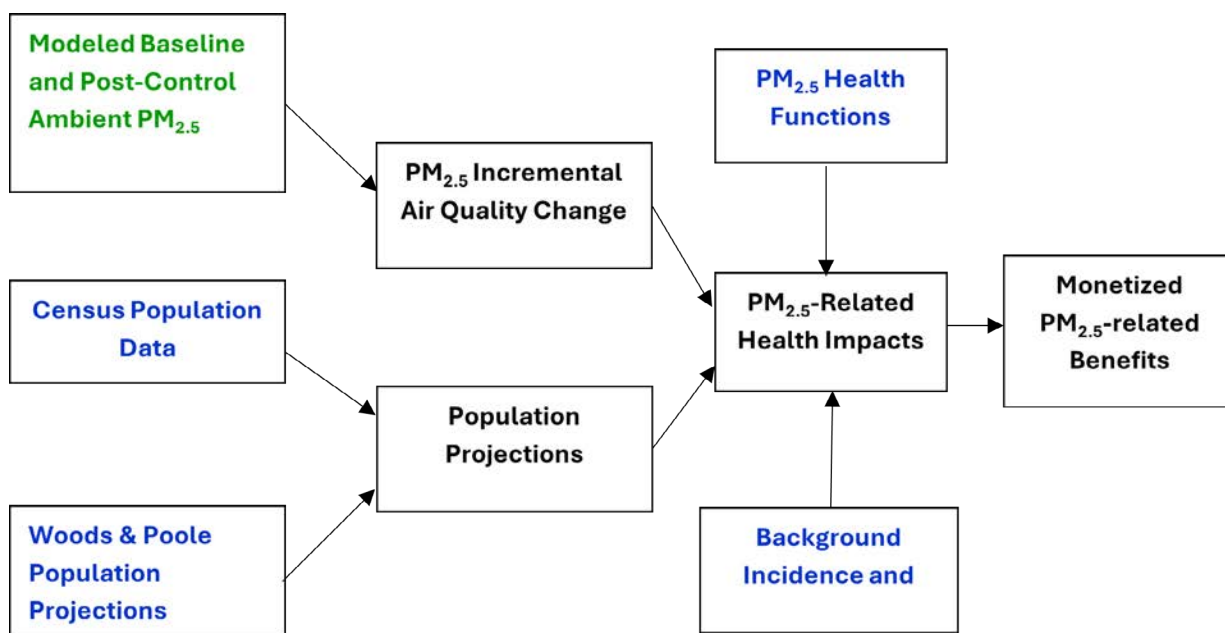 Modeled Baseline
and Post-Control
Ambient PM₂.₅
PM₂.₅ Health
Functions
PM₂.₅ Incremental
Air Quality Change
Census Population
Data
PM₂.₅-Related
Health Impacts
Monetized
PM₂.₅-related
Benefits
Population
Projections
Woods & Poole
Population
Projections
Background
Incidence and